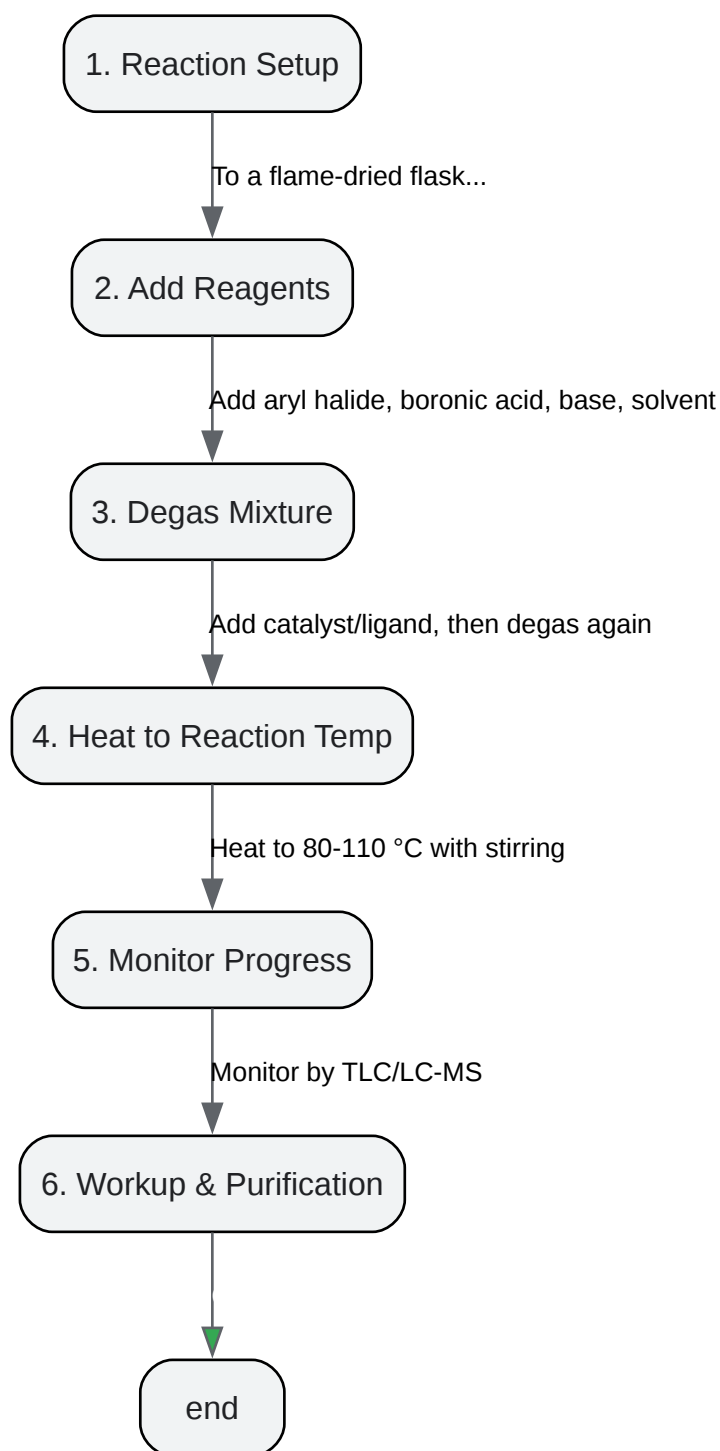 1. Reaction Setup
To a flame-dried flask...
2. Add Reagents
Add aryl halide, boronic acid, base, solvent
3. Degas Mixture
Add catalyst/ligand, then degas again
4. Heat to Reaction Temp
Heat to 80-110 °C with stirring
5. Monitor Progress
Monitor by TLC/LC-MS
6. Workup & Purification
end